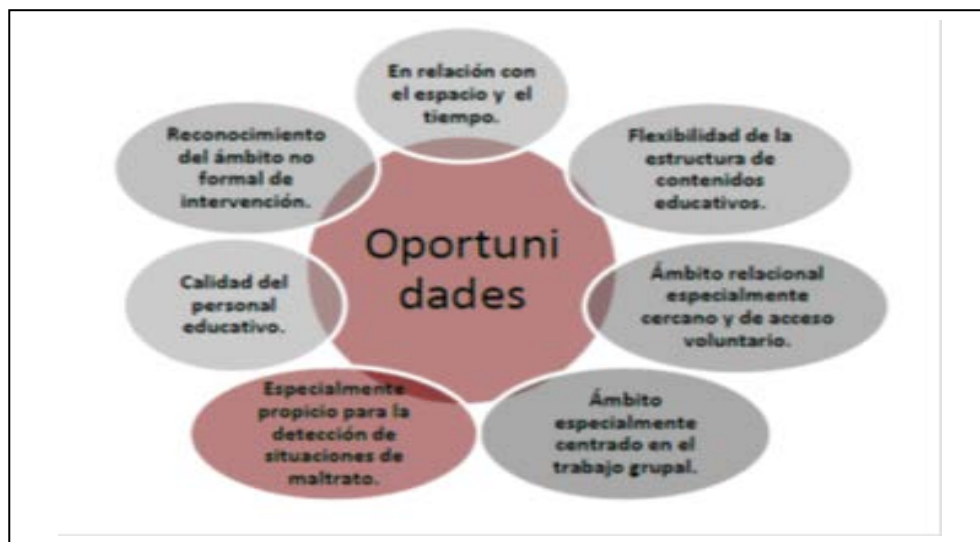 En relación con
el espacio y el
tiempo.
Flexibilidad de la
estructura de
contenidos
educativos.
Ámbito relacional
especialmente
cercano y de acceso
voluntario.
Ámbito
especialmente
centrado en el
trabajo grupal.
Especialmente
propicio para la
detección de
situaciones de
maltrato.
Calidad del
personal
educativo.
Reconocimiento
del ámbito no
formal de
intervención.
Oportuni
dades